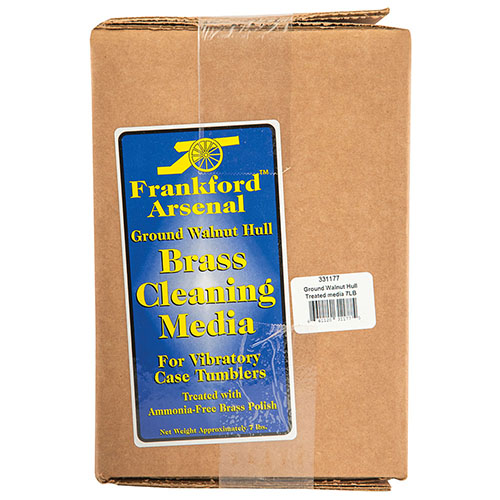 Frankford™
Arsenal
Ground Walnut Hull
Brass
Cleaning
Media
For Vibratory
Case Tumblers
Treated with
Ammonia-Free Brass Polish
Net Weight Approximately 7 lbs.
331177
Ground Walnut Hull
Treated media 7LB